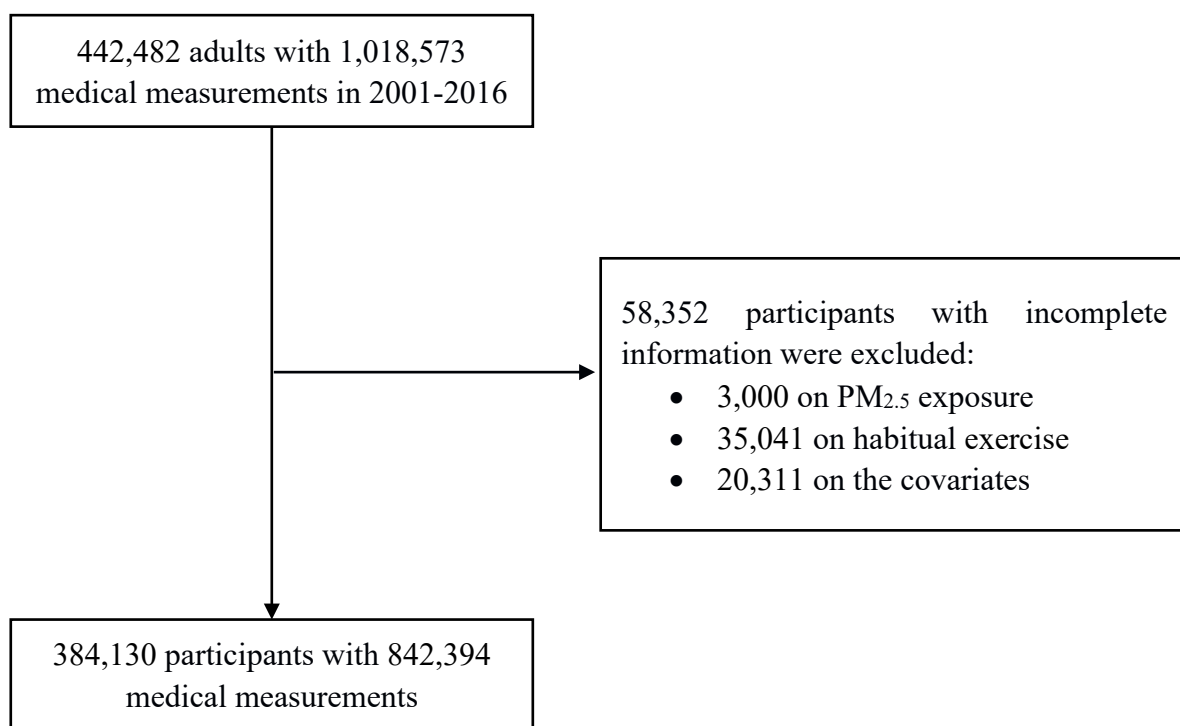 442,482 adults with 1,018,573
medical measurements in 2001-2016
58,352 participants with incomplete
information were excluded:
• 3,000 on PM2.5 exposure
• 35,041 on habitual exercise
• 20,311 on the covariates
384,130 participants with 842,394
medical measurements